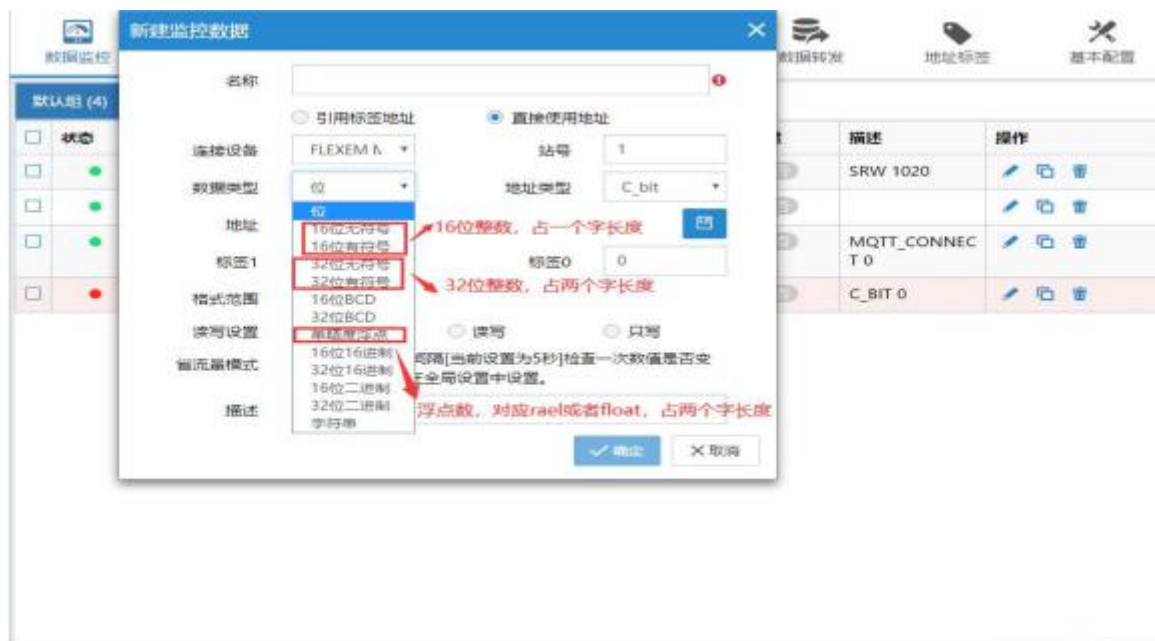 新建监控数据
×
数据监控
数据转发
地址标签
基本配置
默认组 (4)
名称
引用标签地址
直接使用地址
状态
描述
操作
连接设备
FLEXEM
站号
1
SRW 1020
数据类型
位
地址类型
C_bit
位
16位无符号
16位有符号
32位无符号
32位有符号
16位BCD
32位BCD
单精度浮点
16位16进制
32位16进制
16位二进制
32位二进制
字符串
地址
16位整数，占一个字长度
MQTT_CONNEC
T 0
标签1
标签0
0
32位整数，占两个字长度
C_BIT 0
格式范围
读写设置
读写
只写
省流量模式
间隔[当前设置为5秒]检查一次数值是否变
全局设置中设置。
描述
浮点数，对应rael或者float，占两个字长度
确定
取消